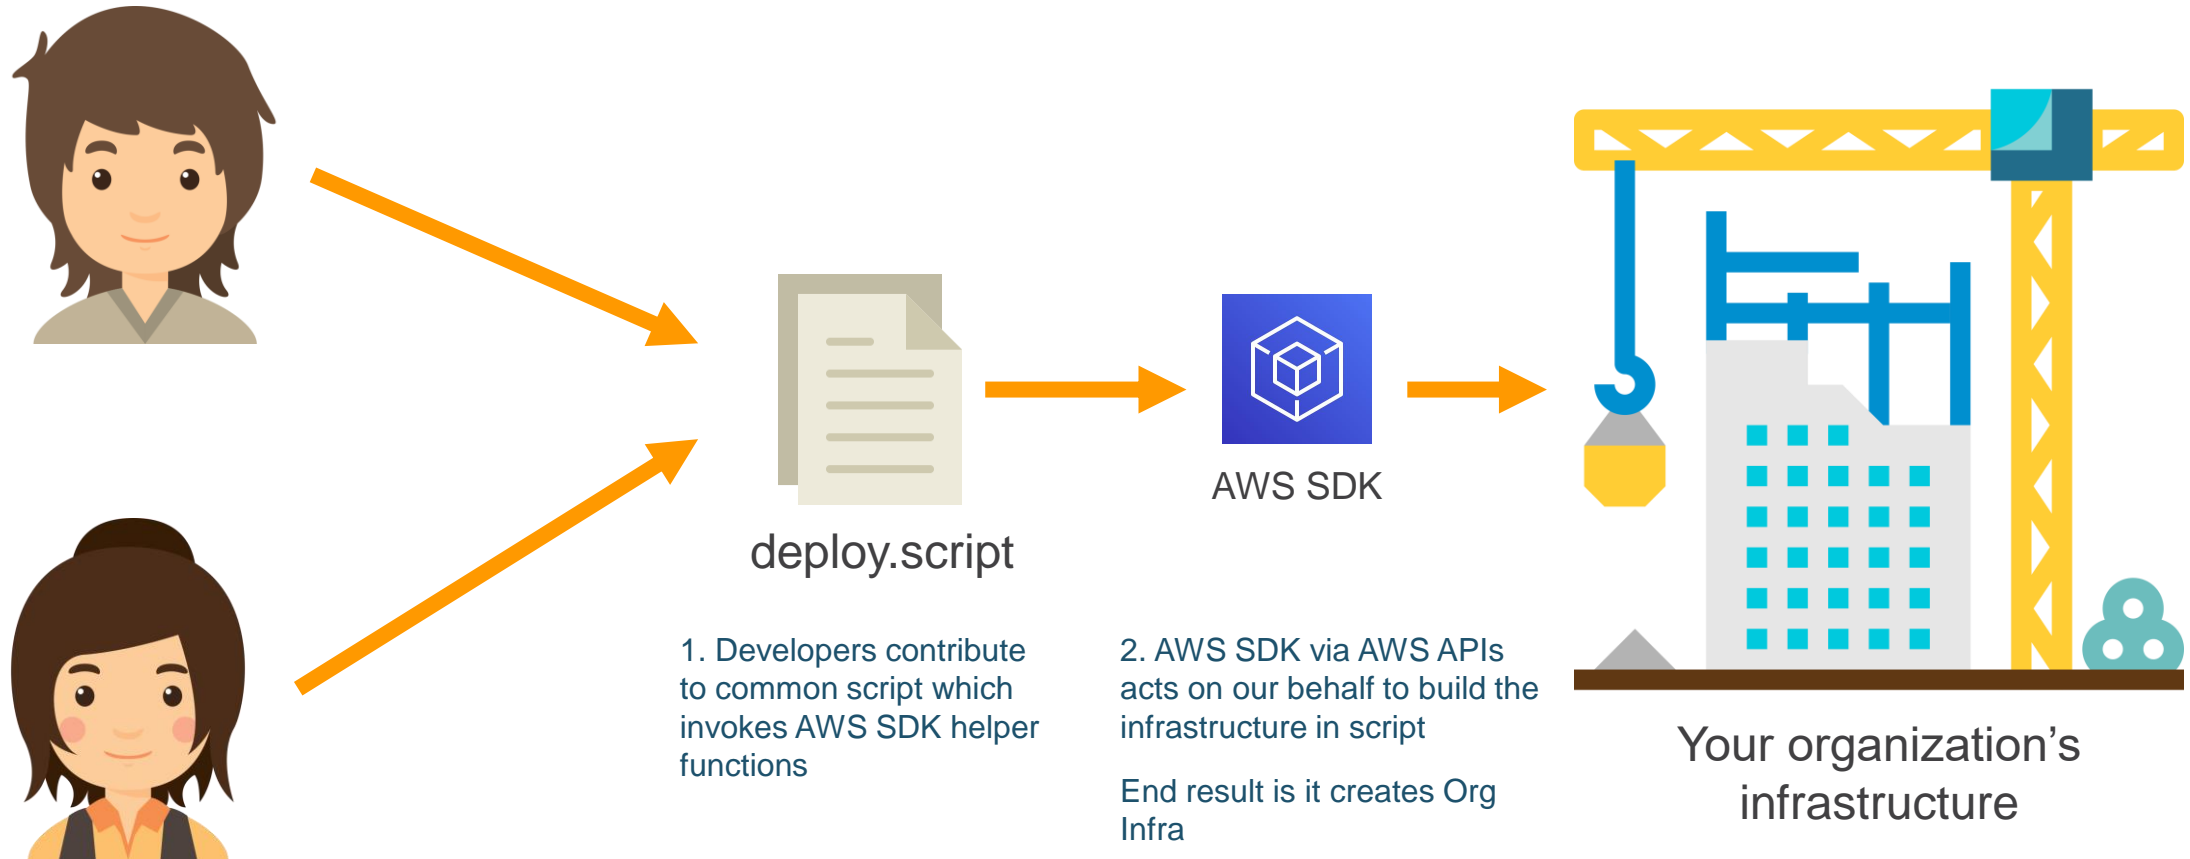 deploy.script
AWS SDK
1. Developers contribute
to common script which
invokes AWS SDK helper
functions
2. AWS SDK via AWS APIs
acts on our behalf to build the
infrastructure in script
End result is it creates Org
Infra
Your organization’s
infrastructure